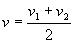 v = (v₁ + v₂) / 2